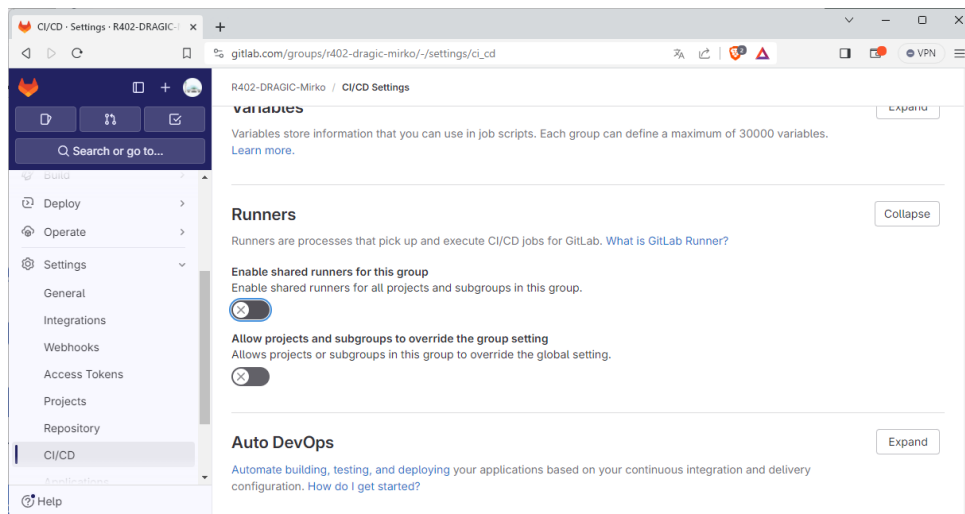 CI/CD · Settings · R402-DRAGIC-
gitlab.com/groups/r402-dragic-mirko/-/settings/ci_cd
2
VPN
R402-DRAGIC-Mirko / CI/CD Settings
Search or go to...
Build
Deploy
Operate
Settings
General
Integrations
Webhooks
Access Tokens
Projects
Repository
CI/CD
Applications
Help
Variables
Expand
Variables store information that you can use in job scripts. Each group can define a maximum of 30000 variables.
Learn more.
Runners
Collapse
Runners are processes that pick up and execute CI/CD jobs for GitLab. What is GitLab Runner?
Enable shared runners for this group
Enable shared runners for all projects and subgroups in this group.
Allow projects and subgroups to override the group setting
Allows projects or subgroups in this group to override the global setting.
Auto DevOps
Expand
Automate building, testing, and deploying your applications based on your continuous integration and delivery
configuration. How do I get started?